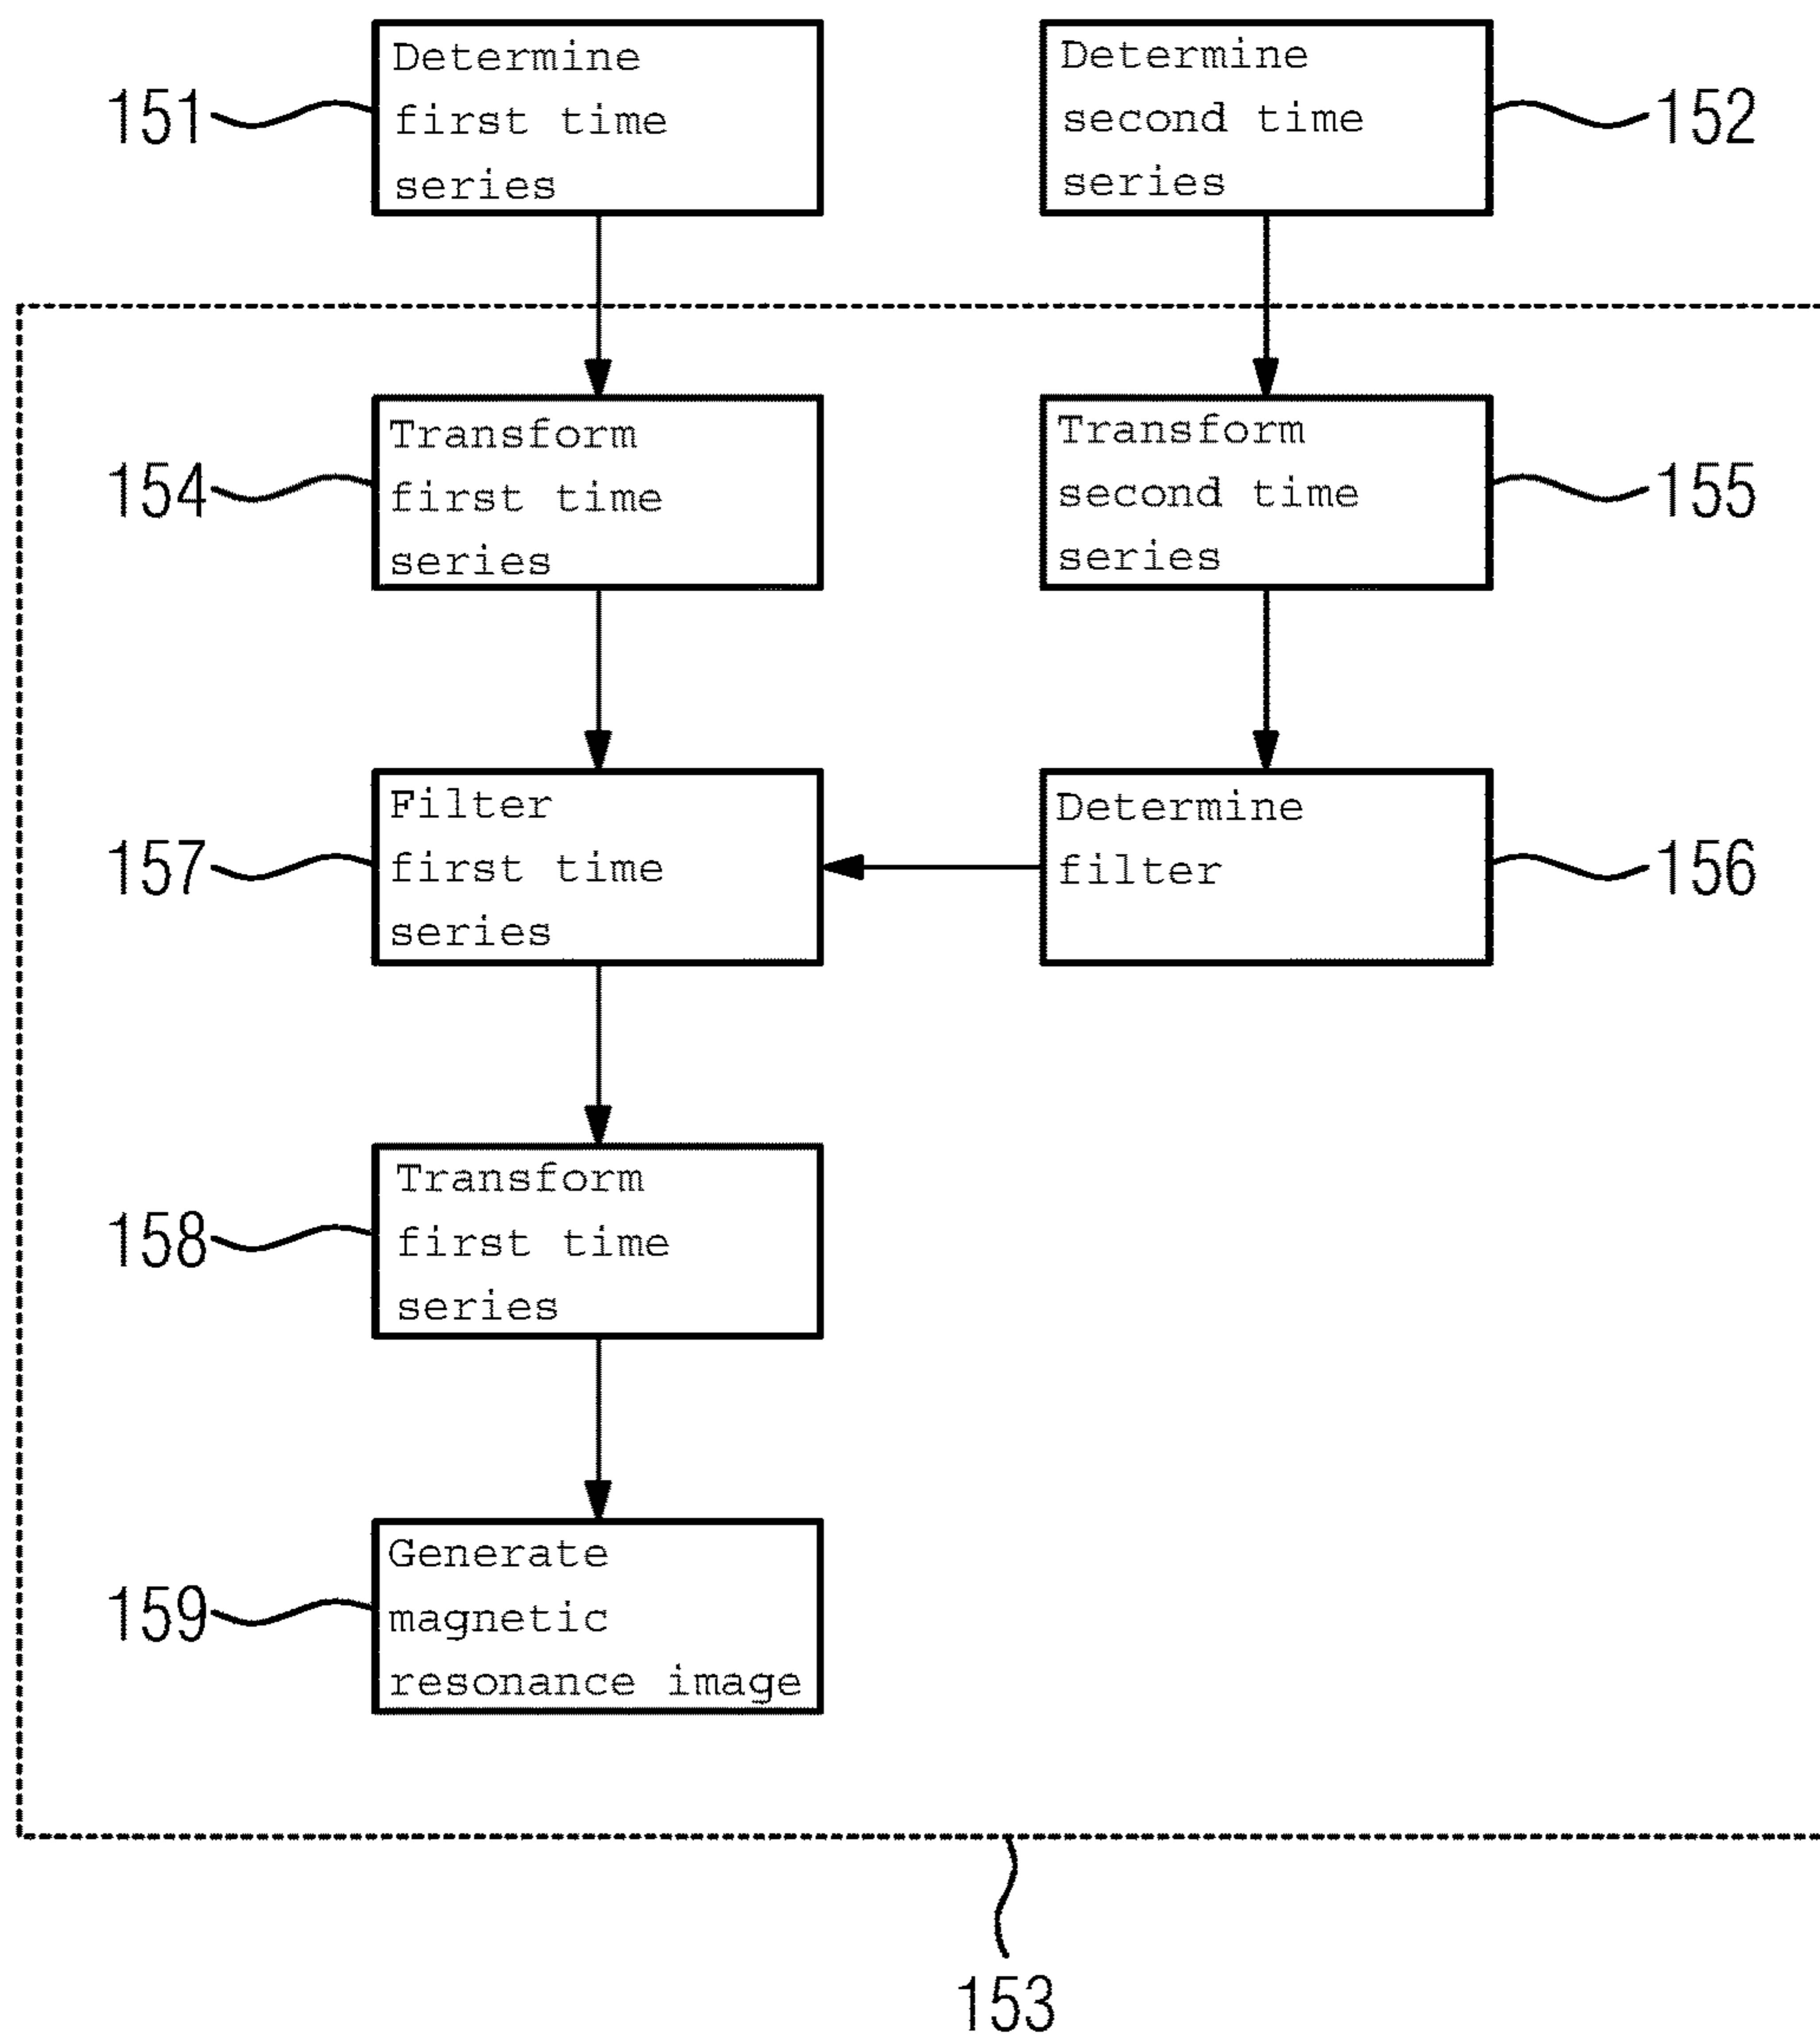 151
Determine
first time
series
Determine
second time
series
152
154
Transform
first time
series
Transform
second time
series
155
157
Filter
first time
series
Determine
filter
156
158
Transform
first time
series
159
Generate
magnetic
resonance image
153